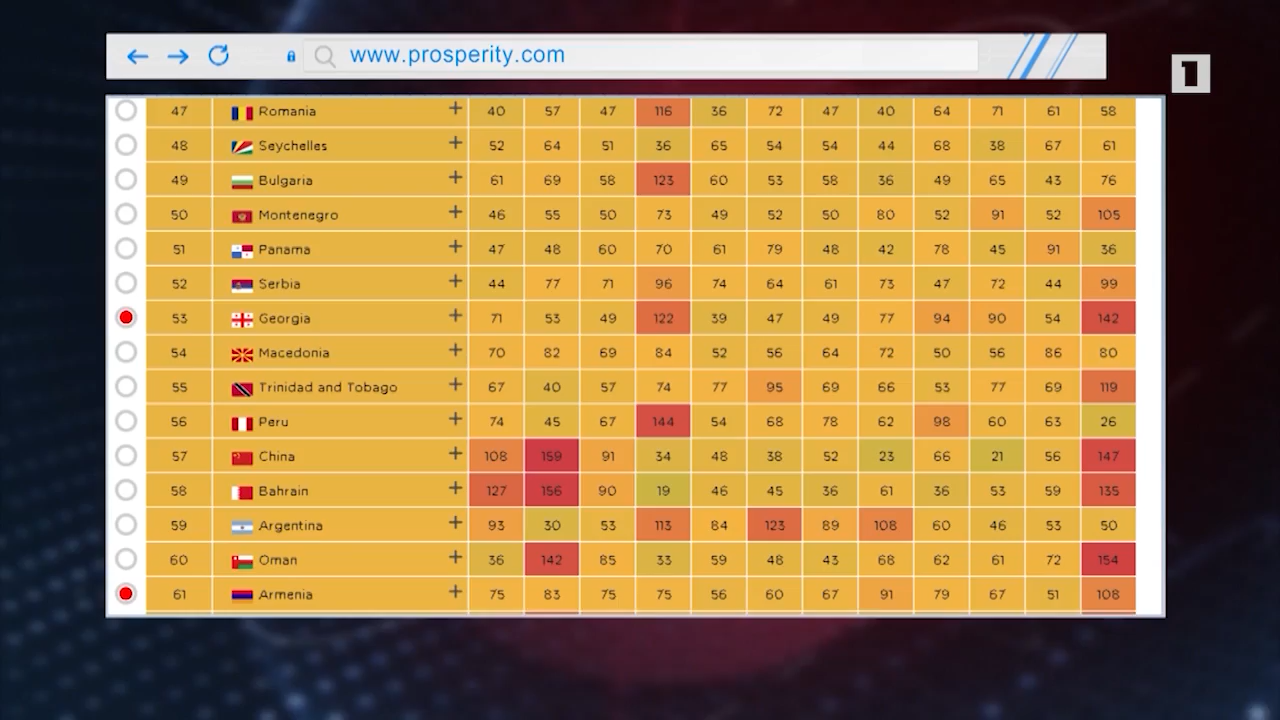 www.prosperity.com
1
47 Romania + 40 57 47 116 36 72 47 40 64 71 61 58
48 Seychelles + 52 64 51 36 65 54 54 44 68 38 67 61
49 Bulgaria + 61 69 58 123 60 53 58 36 49 65 43 76
50 Montenegro + 46 55 50 73 49 52 50 80 52 91 52 105
51 Panama + 47 48 60 70 61 79 48 42 78 45 91 36
52 Serbia + 44 77 71 96 74 64 61 73 47 72 44 99
53 Georgia + 71 53 49 122 39 47 49 77 94 90 54 142
54 Macedonia + 70 82 69 84 52 56 64 72 50 56 86 80
55 Trinidad and Tobago + 67 40 57 74 77 95 69 66 53 77 69 119
56 Peru + 74 45 67 144 54 68 78 62 98 60 63 26
57 China + 108 159 91 34 48 38 52 23 66 21 56 147
58 Bahrain + 127 156 90 19 46 45 36 61 36 53 59 135
59 Argentina + 93 30 53 113 84 123 89 108 60 46 53 50
60 Oman + 36 142 85 33 59 48 43 68 62 61 72 154
61 Armenia + 75 83 75 75 56 60 67 91 79 67 51 108